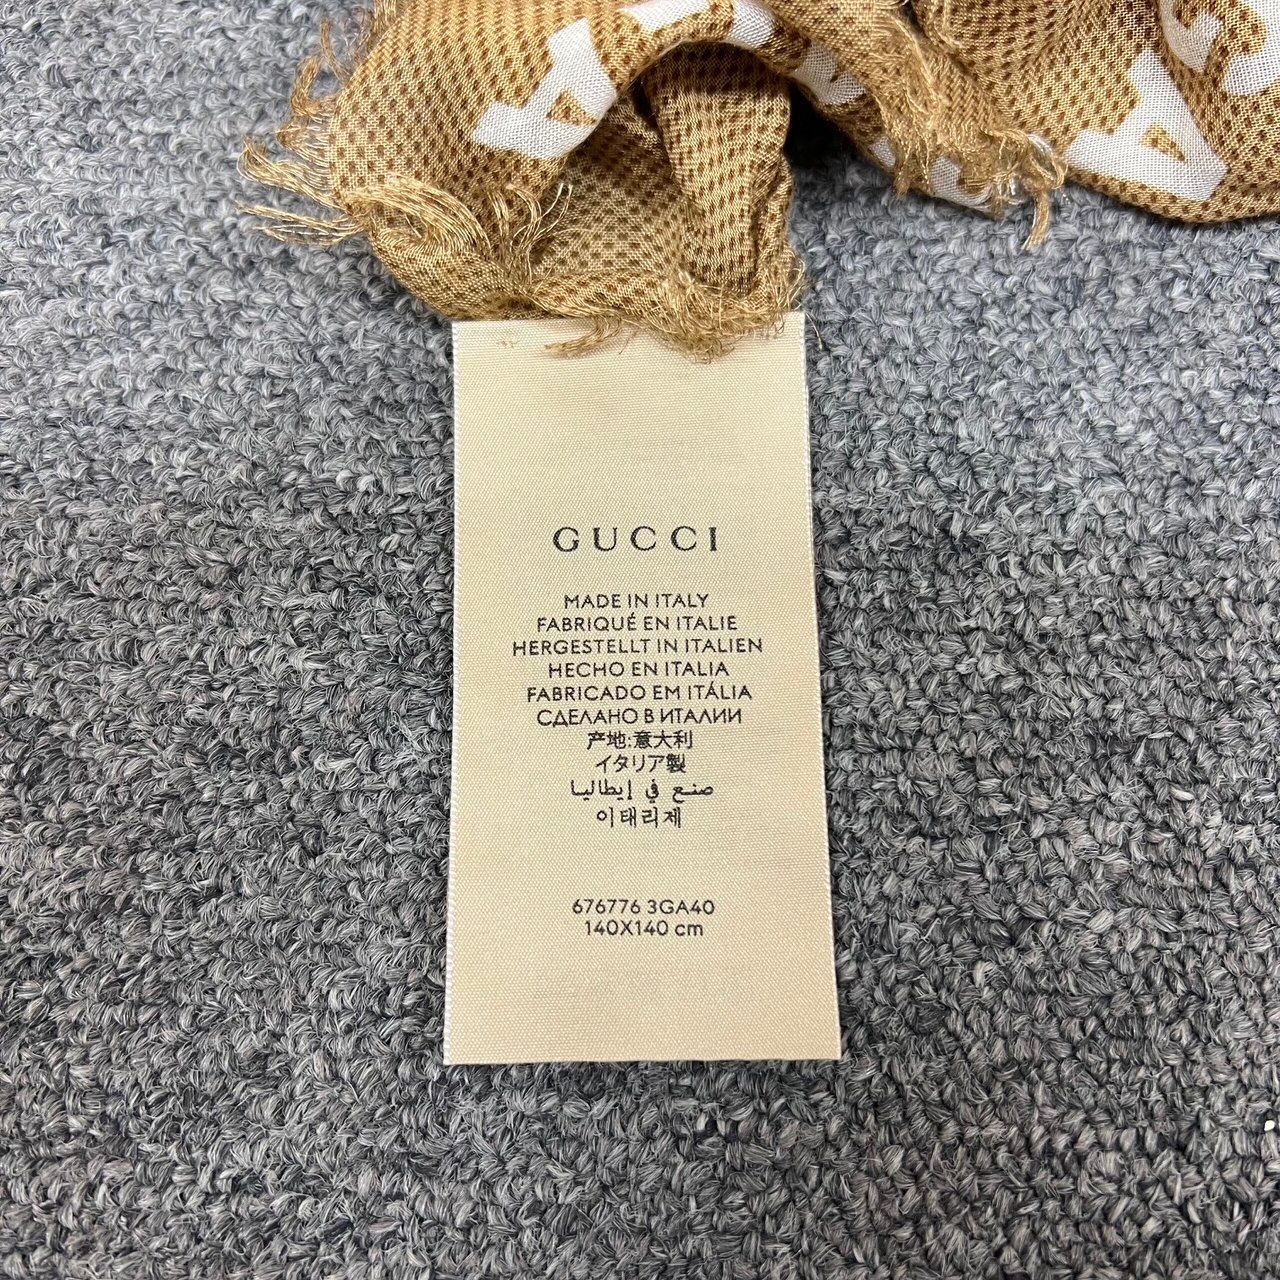 GUCCI
MADE IN ITALY
FABRIQUÉ EN ITALIE
HERGESTELLT IN ITALIEN
HECHO EN ITALIA
FABRICADO EM ITÁLIA
СДЕЛАНО В ИТАЛИИ
产地:意大利
イタリア製
صنع في إيطاليا
이태리제
676776 3GA40
140X140 cm